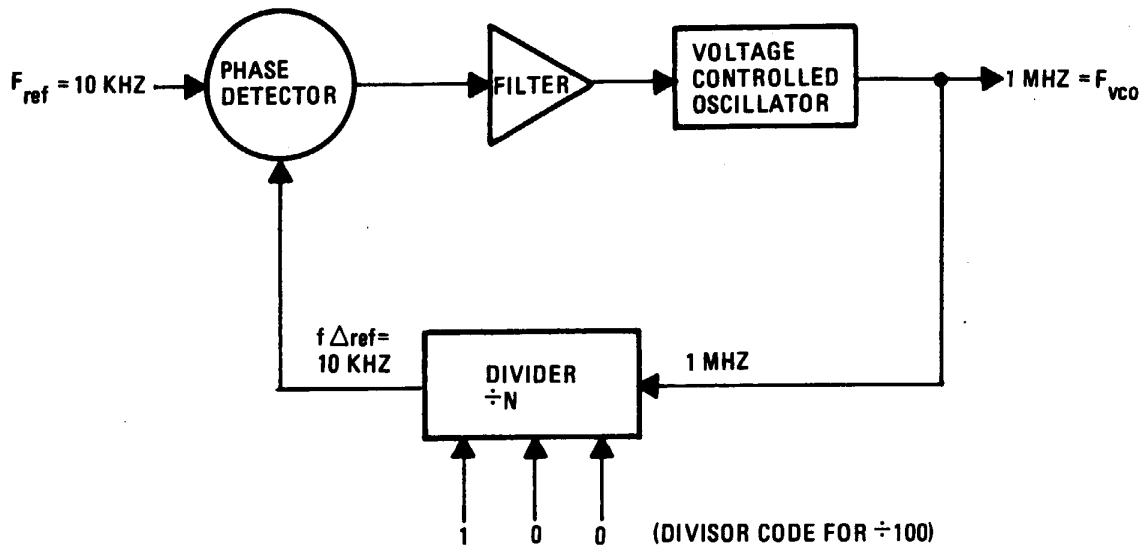 F_ref = 10 KHZ
PHASE
DETECTOR
FILTER
VOLTAGE
CONTROLLED
OSCILLATOR
1 MHZ = F_vco
f △ref=
10 KHZ
DIVIDER
÷N
1 MHZ
1 0 0 (DIVISOR CODE FOR ÷100)